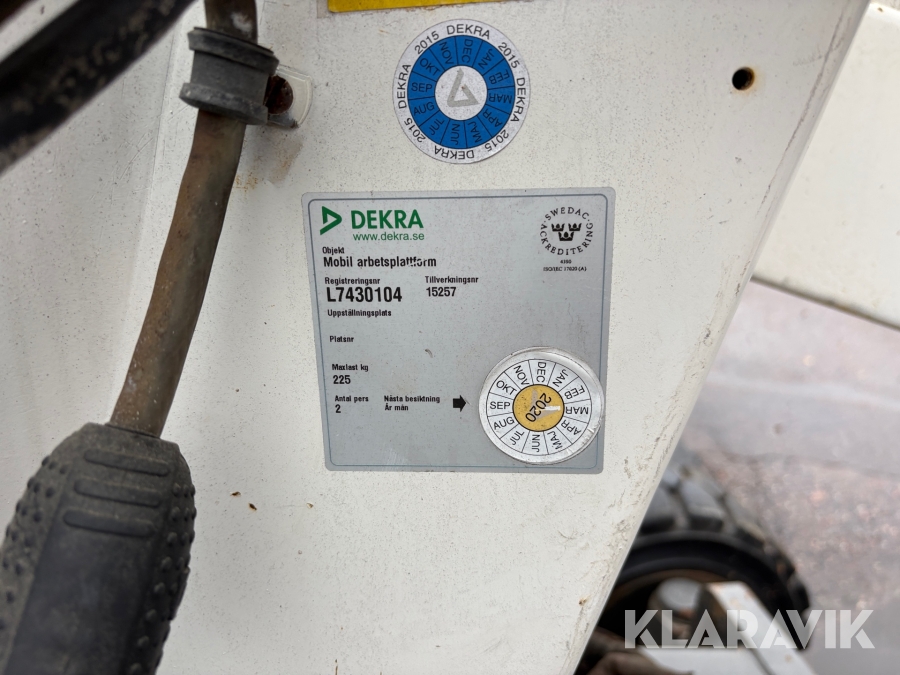 DEKRA 2015 DEKRA 2015 DEKRA 2015 DEKRA 2015
JAN FEB MAR APR MAJ JUN JUL AUG SEP OKT NOV DEC
DEKRA
www.dekra.se
SWEDAC
ACKREDITERING
ISO/IEC 17020 (A)
Objekt
Mobil arbetsplattform
Registreringsnr
Tillverkningsnr
L7430104
15257
Uppställningsplats
Platsnr
Maxlast kg
225
Antal pers
2
Nästa besiktning
År mån
JAN FEB MAR APR MAJ JUN JUL AUG SEP OKT NOV DEC
2020
KLARAVIK